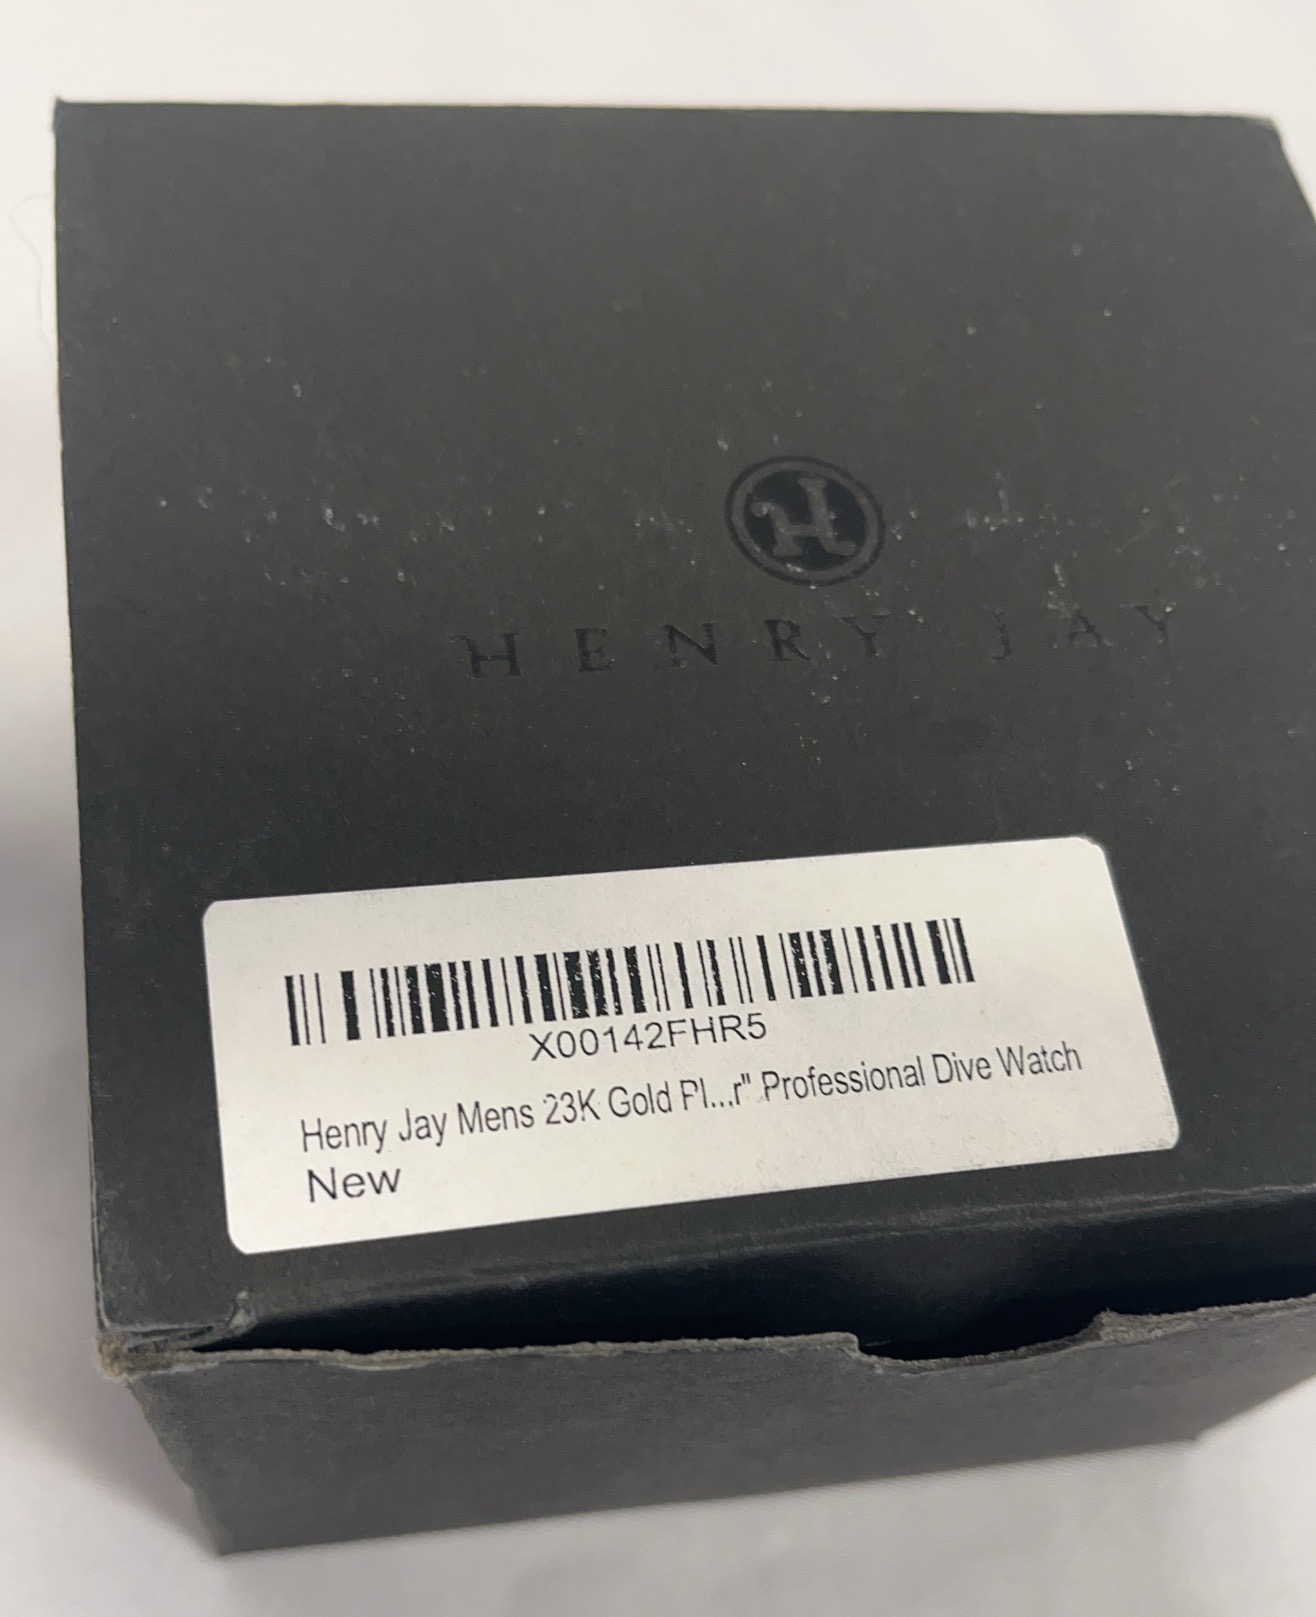 H
HENRY JAY
X00142FHR5
Henry Jay Mens 23K Gold Pl...r" Professional Dive Watch
New